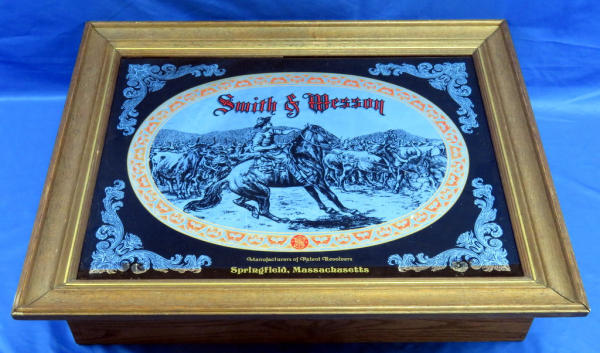 Smith & Wesson
Manufacturers of Patent Revolvers
Springfield, Massachusetts